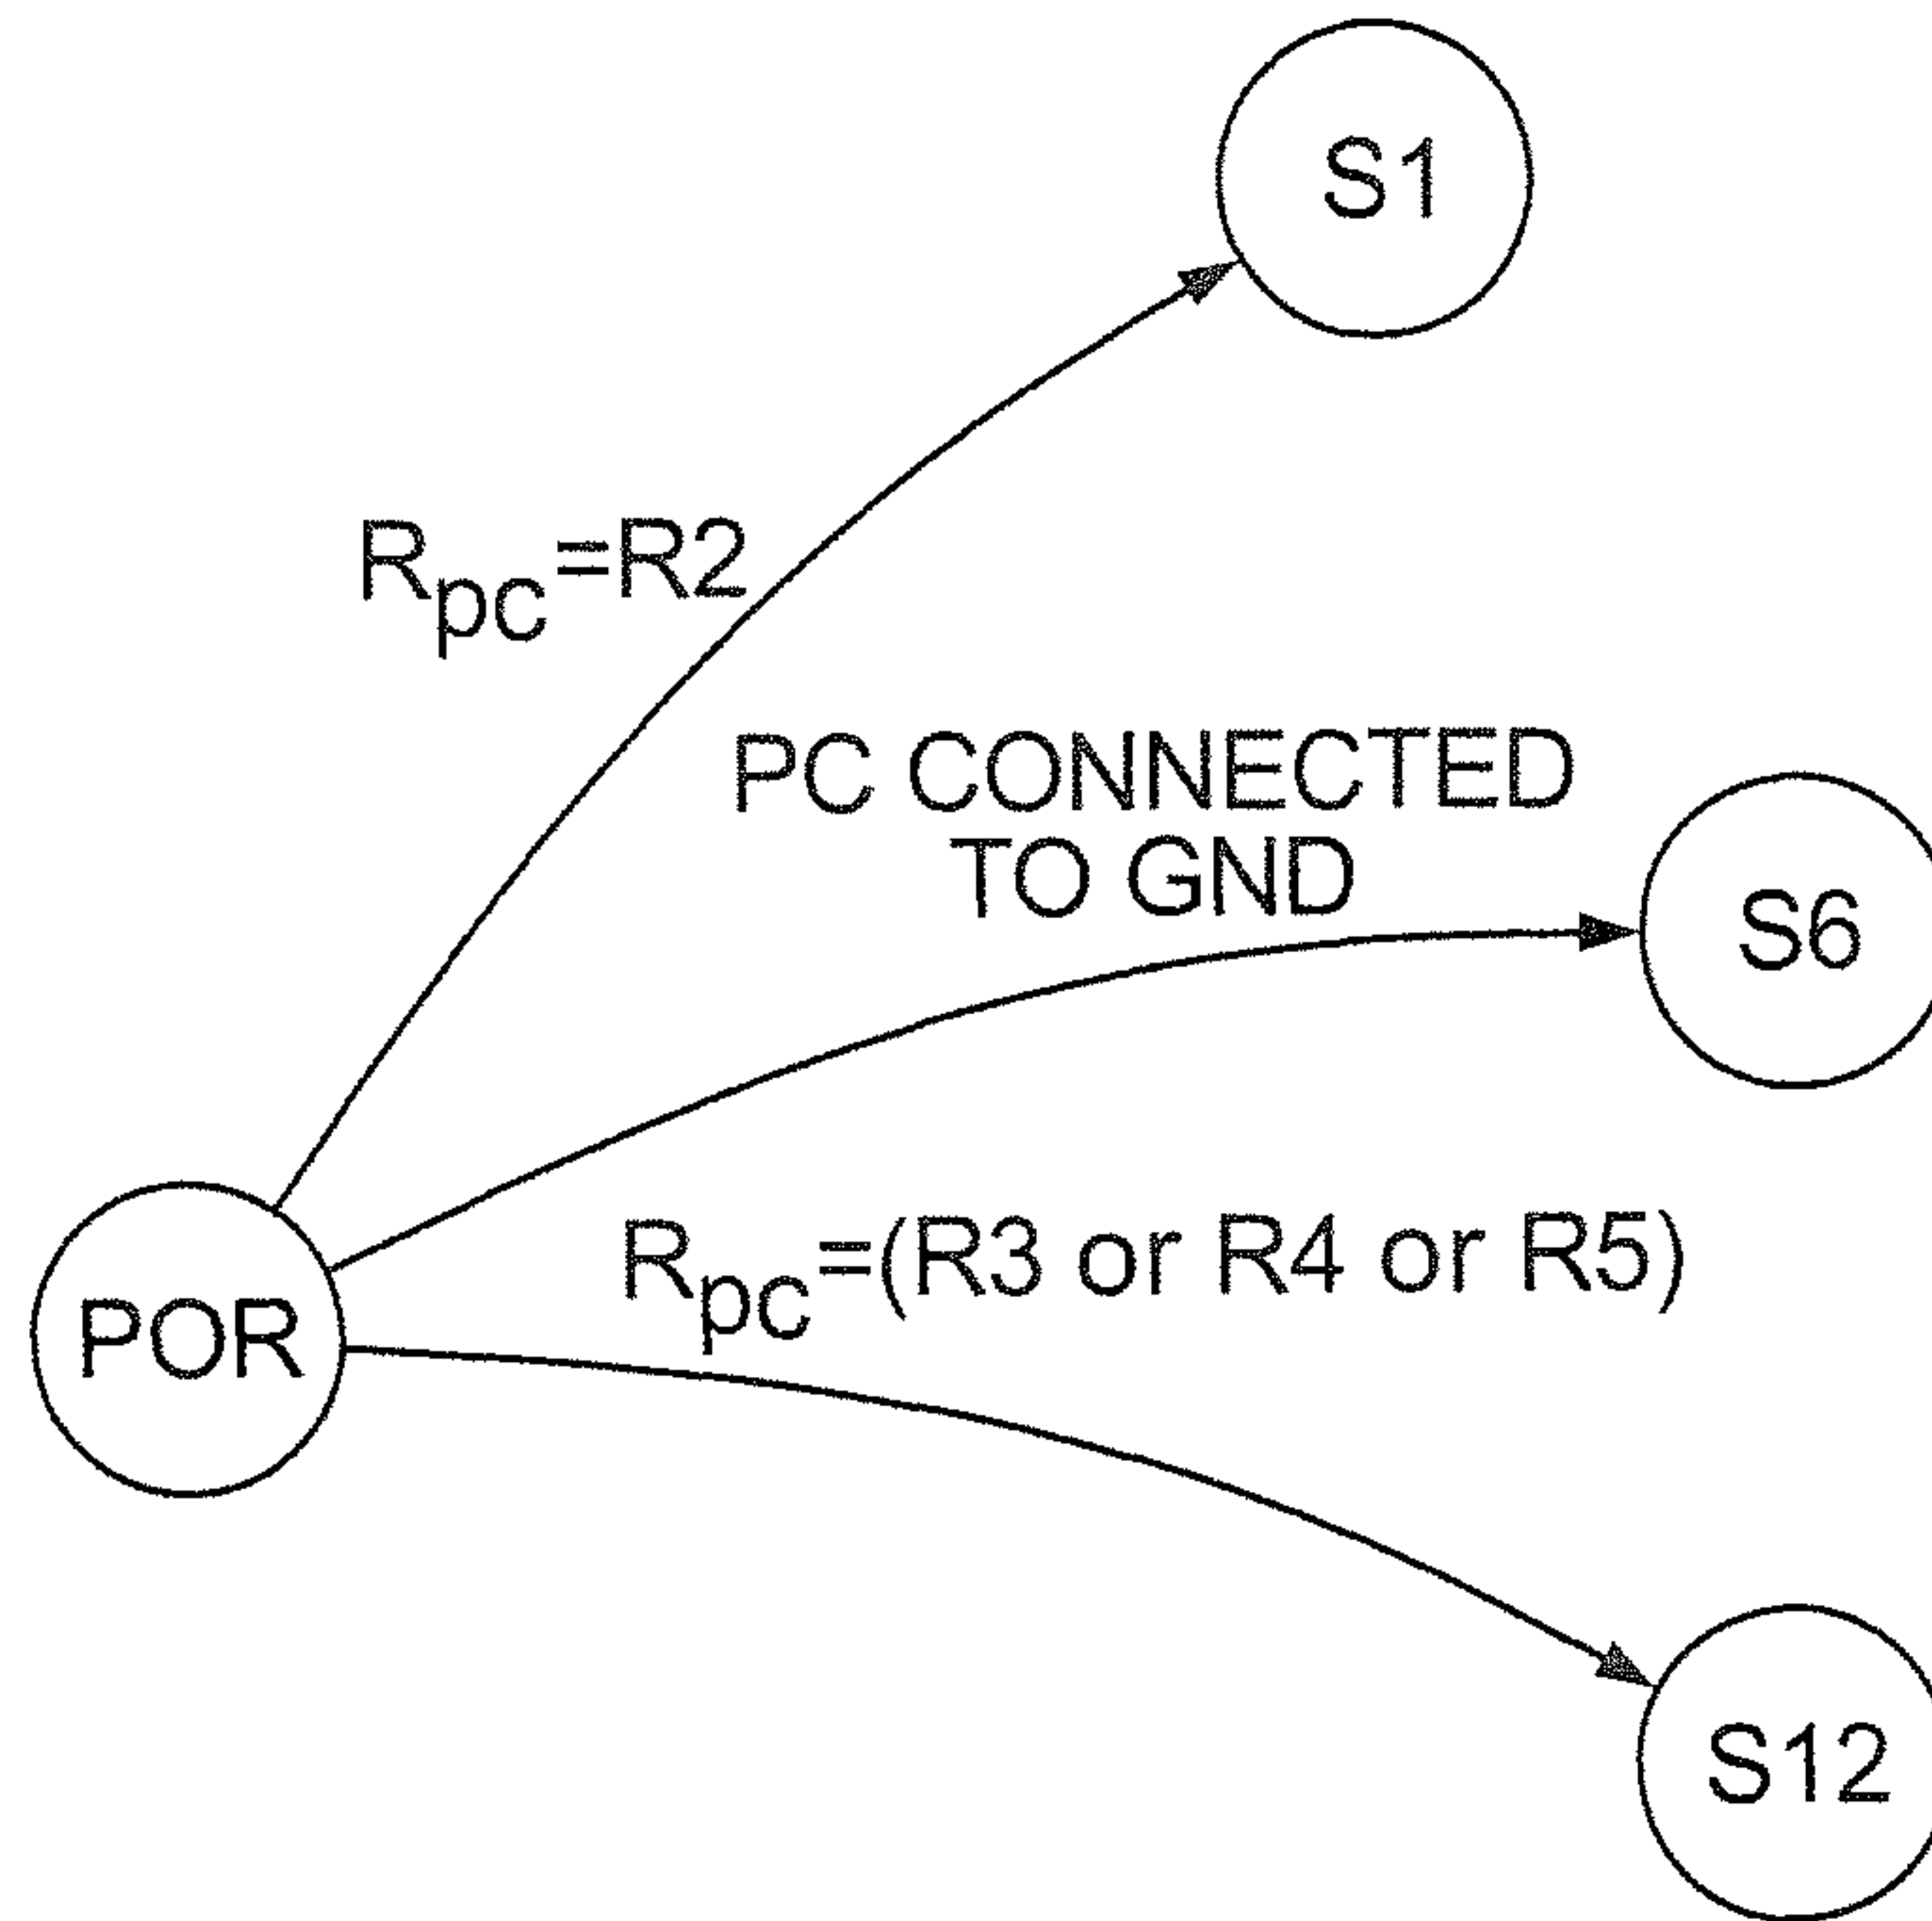 S1
Rpc=R2
PC CONNECTED
TO GND
S6
Rpc=(R3 or R4 or R5)
POR
S12